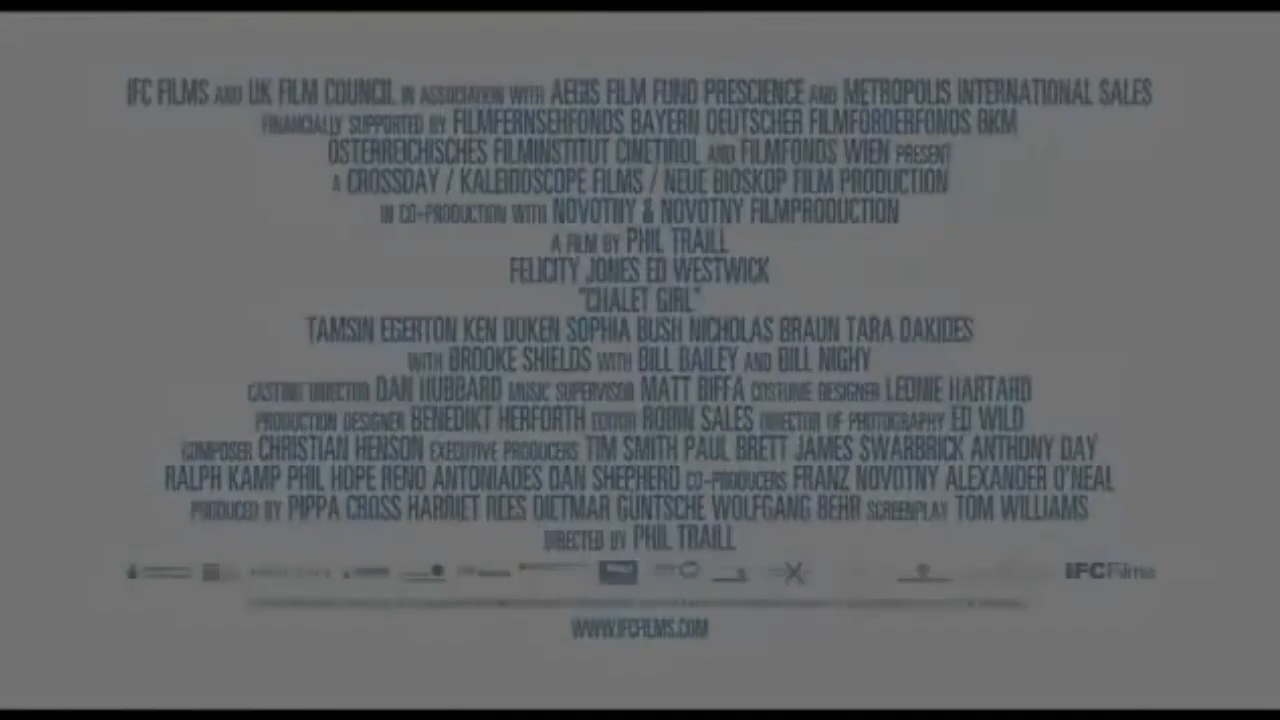 IFC FILMS AND UK FILM COUNCIL IN ASSOCIATION WITH AEGIS FILM FUND PRESCIENCE AND METROPOLIS INTERNATIONAL SALES
FINANCIALLY SUPPORTED BY FILMFERNSEHFONDS BAYERN DEUTSCHER FILMFÖRDERFONDS BKM
ÖSTERREICHISCHES FILMINSTITUT CINETIROL AND FILMFONDS WIEN PRESENT
A CROSSDAY / KALEIDOSCOPE FILMS / NEUE BIOSKOP FILM PRODUCTION
IN CO-PRODUCTION WITH NOVOTNY & NOVOTNY FILMPRODUCTION
A FILM BY PHIL TRAILL
FELICITY JONES ED WESTWICK
"CHALET GIRL"
TAMSIN EGERTON KEN DUKEN SOPHIA BUSH NICHOLAS BRAUN TARA DAKIDES
WITH BROOKE SHIELDS WITH BILL BAILEY AND BILL NIGHY
CASTING DIRECTOR DAN HUBBARD MUSIC SUPERVISOR MATT BIFFA COSTUME DESIGNER LEONIE HARTARD
PRODUCTION DESIGNER BENEDIKT HERFORTH EDITOR ROBIN SALES DIRECTOR OF PHOTOGRAPHY ED WILD
COMPOSER CHRISTIAN HENSON EXECUTIVE PRODUCERS TIM SMITH PAUL BRETT JAMES SWARBRICK ANTHONY DAY
RALPH KAMP PHIL HOPE RENO ANTONIADES DAN SHEPHERD CO-PRODUCERS FRANZ NOVOTNY ALEXANDER O'NEAL
PRODUCED BY PIPPA CROSS HARRIET REES DIETMAR GÜNTSCHE WOLFGANG BEHR SCREENPLAY TOM WILLIAMS
DIRECTED BY PHIL TRAILL
IFC Films
WWW.IFCFILMS.COM